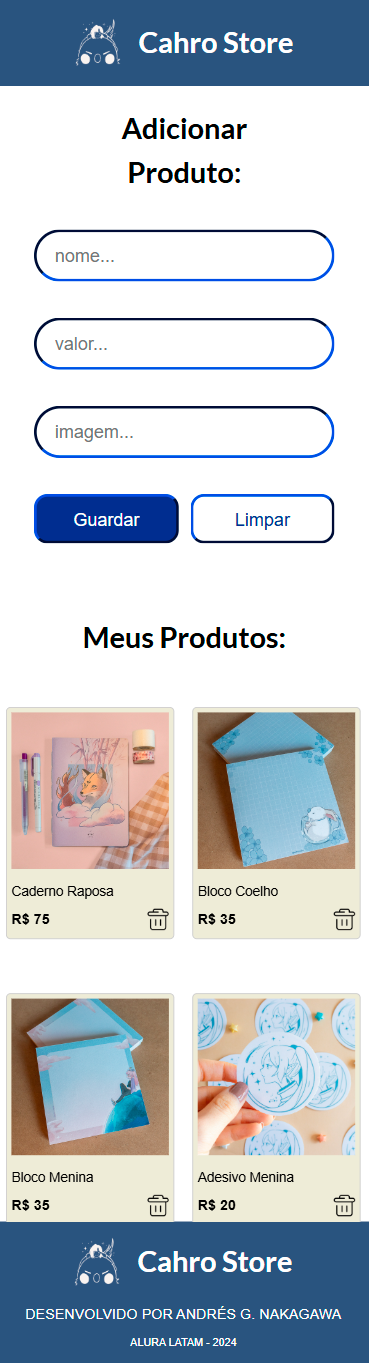 Cahro Store
Adicionar
Produto:
nome...
valor...
imagem...
Guardar
Limpar
Meus Produtos:
Caderno Raposa
R$ 75
Bloco Coelho
R$ 35
Bloco Menina
R$ 35
Adesivo Menina
R$ 20
Cahro Store
DESENVOLVIDO POR ANDRÉS G. NAKAGAWA
ALURA LATAM - 2024